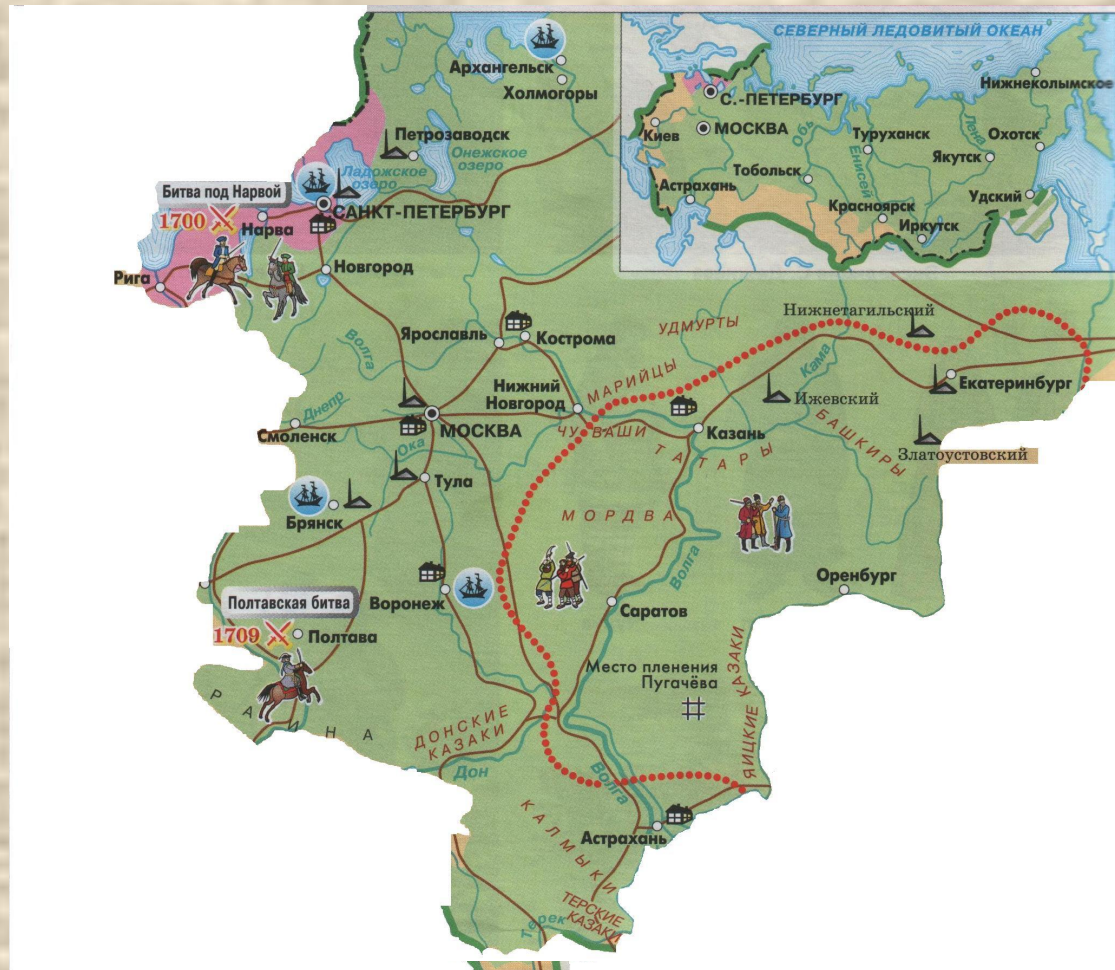 СЕВЕРНЫЙ ЛЕДОВИТЫЙ ОКЕАН
Нижнеколымское
С.-ПЕТЕРБУРГ
Киев
МОСКВА
Обь
Туруханск
Лена
Охотск
Якутск
Тобольск
Енисей
Астрахань
Красноярск
Удский
Иркутск
Архангельск
Холмогоры
Петрозаводск
Онежское
озеро
Ладожское
озеро
Битва под Нарвой
1700
Нарва
САНКТ-ПЕТЕРБУРГ
Рига
Новгород
Ярославль
Кострома
УДМУРТЫ
Нижнетагильский
Волга
Кама
МАРИЙЦЫ
Нижний
Новгород
Екатеринбург
Ижевский
Днепр
Смоленск
МОСКВА
ЧУВАШИ
Казань
БАШКИРЫ
Ока
ТАТАРЫ
Златоустовский
Тула
Брянск
МОРДВА
Волга
Оренбург
Полтавская битва
Воронеж
Саратов
1709
Полтава
Место пленения
Пугачёва
ЯИЦКИЕ КАЗАКИ
РАИНА
ДОНСКИЕ
КАЗАКИ
Дон
Волга
КАЛМЫКИ
Астрахань
ТЕРСКИЕ
КАЗАКИ
Терек